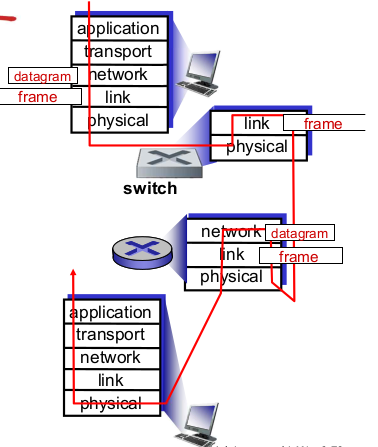 application
transport
datagram
network
frame
link
physical
link
frame
physical
switch
network
datagram
link
frame
physical
application
transport
network
link
physical